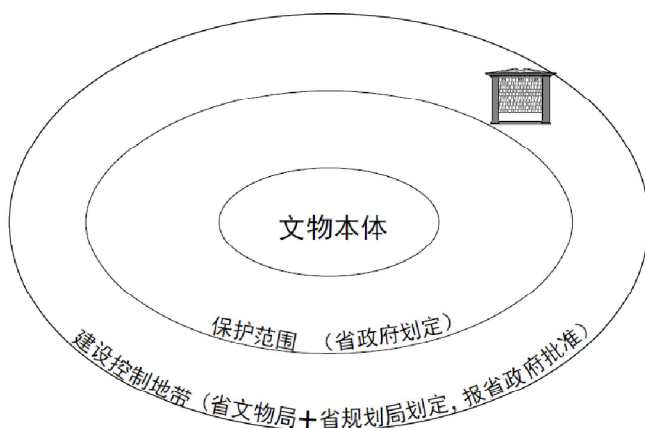 文物本体
保护范围 （省政府划定）
建设控制地带（省文物局＋省规划局划定，报省政府批准）